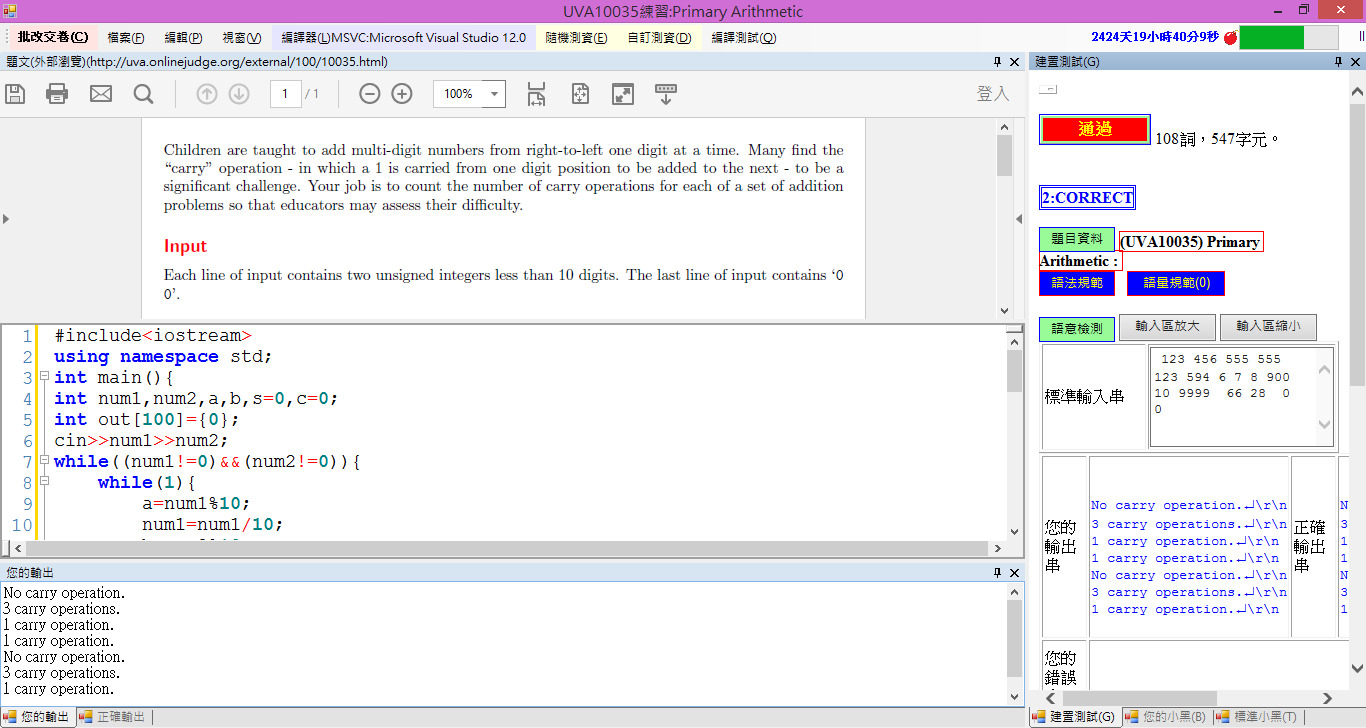 UVA10035練習:Primary Arithmetic
批改交卷(C) 檔案(F) 編輯(P) 視窗(V) 編譯器(L)MSVC:Microsoft Visual Studio 12.0 隨機測資(E) 自訂測資(D) 編譯測試(Q) 2424天19小時40分9秒
題文(外部瀏覽)(http://uva.onlinejudge.org/external/100/10035.html)
1 / 1 100% 登入
Children are taught to add multi-digit numbers from right-to-left one digit at a time. Many find the
“carry” operation - in which a 1 is carried from one digit position to be added to the next - to be a
significant challenge. Your job is to count the number of carry operations for each of a set of addition
problems so that educators may assess their difficulty.
Input
Each line of input contains two unsigned integers less than 10 digits. The last line of input contains ‘0
0’.
1 #include<iostream>
2 using namespace std;
3 int main(){
4 int num1,num2,a,b,s=0,c=0;
5 int out[100]={0};
6 cin>>num1>>num2;
7 while((num1!=0)&&(num2!=0)){
8 while(1){
9 a=num1%10;
10 num1=num1/10;
您的輸出
No carry operation.
3 carry operations.
1 carry operation.
1 carry operation.
No carry operation.
3 carry operations.
1 carry operation.
您的輸出 正確輸出
建置測試(G)
通過 108詞，547字元。
2:CORRECT
題目資料 (UVA10035) Primary
Arithmetic :
語法規範 語量規範(0)
語意檢測 輸入區放大 輸入區縮小
標準輸入串
123 456 555 555
123 594 6 7 8 900
10 9999 66 28 0
0
您的輸出串
No carry operation.↵\r\n
3 carry operations.↵\r\n
1 carry operation.↵\r\n
1 carry operation.↵\r\n
No carry operation.↵\r\n
3 carry operations.↵\r\n
1 carry operation.↵\r\n
正確輸出串
N
3
1
1
N
3
1
您的錯誤
建置測試(G) 您的小黑(B) 標準小黑(T)